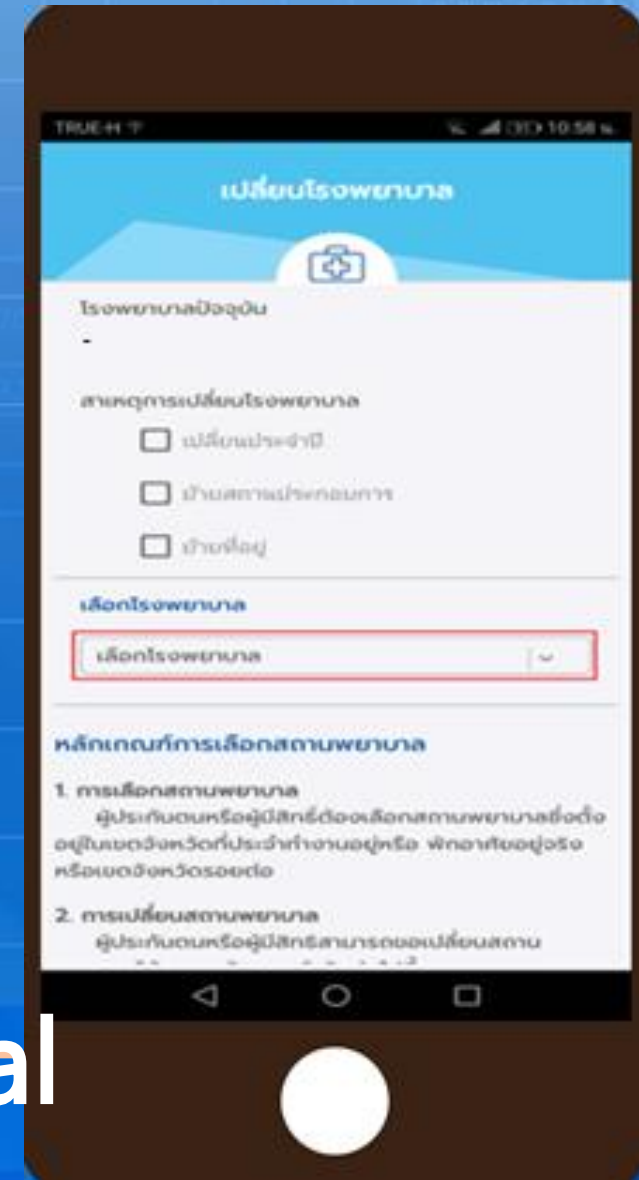 TRUE-H
10:58 น.
เปลี่ยนโรงพยาบาล
โรงพยาบาลปัจจุบัน
-
สาเหตุการเปลี่ยนโรงพยาบาล
เปลี่ยนประจำปี
ย้ายสถานประกอบการ
ย้ายที่อยู่
เลือกโรงพยาบาล
เลือกโรงพยาบาล
หลักเกณฑ์การเลือกสถานพยาบาล
1. การเลือกสถานพยาบาล
ผู้ประกันตนหรือผู้มีสิทธิ์ต้องเลือกสถานพยาบาลซึ่งตั้ง
อยู่ในเขตจังหวัดที่ประจำทำงานอยู่หรือ พักอาศัยอยู่จริง
หรือเขตจังหวัดรอยต่อ
2. การเปลี่ยนสถานพยาบาล
ผู้ประกันตนหรือผู้มีสิทธิสามารถขอเปลี่ยนสถาน
al